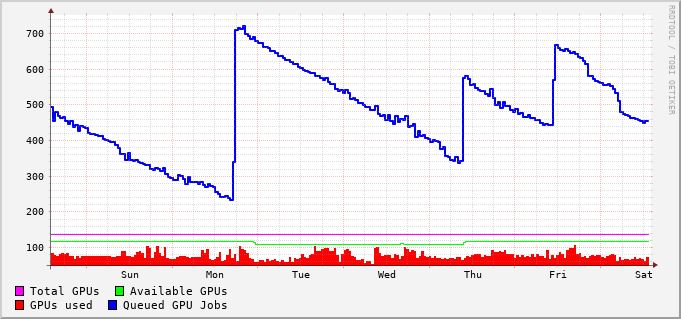 700
600
500
400
300
200
100
Sun Mon Tue Wed Thu Fri Sat
Total GPUs Available GPUs
GPUs used Queued GPU Jobs
RRDTOOL / TOBI OETIKER